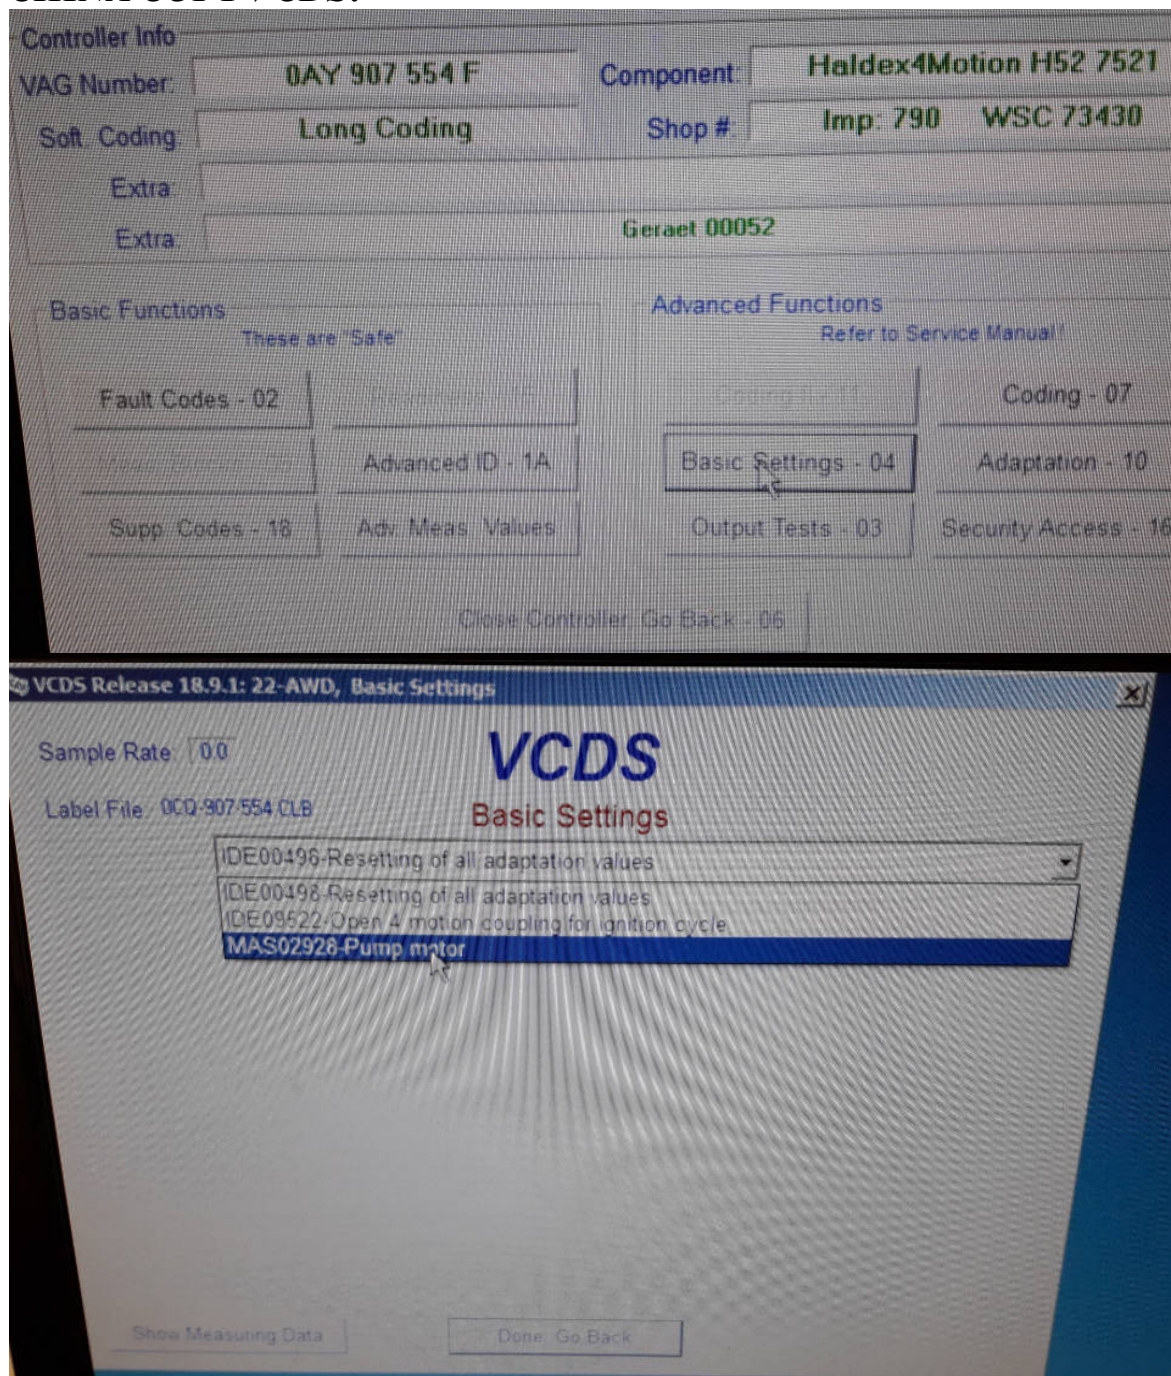 Controller Info
VAG Number: 0AY 907 554 F Component: Haldex4Motion H52 7521
Soft. Coding: Long Coding Shop #: Imp: 790 WSC 73430
Extra:
Extra: Geraet 00052
Basic Functions Advanced Functions
These are "Safe" Refer to Service Manual!
Fault Codes - 02 Coding - 07
Advanced ID - 1A Basic Settings - 04 Adaptation - 10
Supp. Codes - 18 Adv. Meas. Values Output Tests - 03 Security Access - 16
Close Controller, Go Back - 06
VCDS Release 18.9.1: 22-AWD, Basic Settings
Sample Rate: 0.0 VCDS
Label File: 0CQ-907-554.CLB Basic Settings
IDE00496-Resetting of all adaptation values
IDE00496-Resetting of all adaptation values
IDE09522-Open 4 motion coupling for ignition cycle
MAS02928-Pump motor
Show Measuring Data Done, Go Back